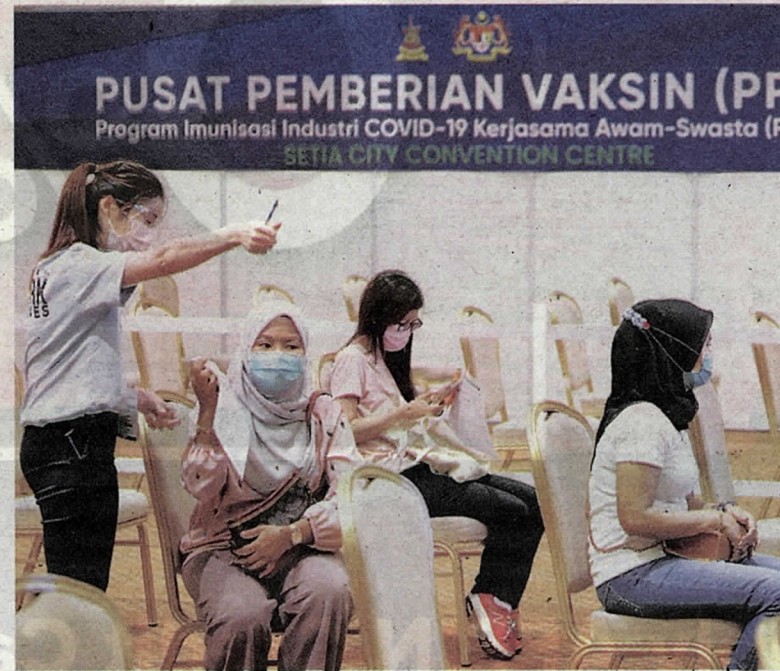 PUSAT PEMBERIAN VAKSIN (PP
Program Imunisasi Industri COVID-19 Kerjasama Awam-Swasta (P
SETIA CITY CONVENTION CENTRE